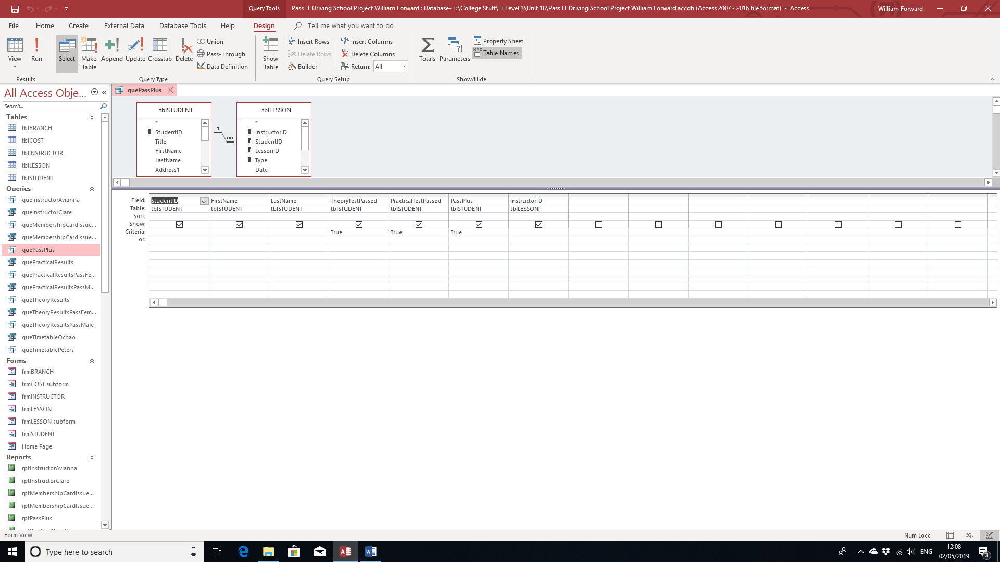 Query Tools
Pass IT Driving School Project William Forward : Database- E:\College Stuff\IT Level 3\Unit 18\Pass IT Driving School Project William Forward.accdb (Access 2007 - 2016 file format) - Access
William Forward
File Home Create External Data Database Tools Help Design Tell me what you want to do
View Run Select Make Table Append Update Crosstab Delete
Union
Pass-Through
Data Definition
Show Table
Insert Rows
Delete Rows
Builder
Insert Columns
Delete Columns
Return: All
Totals Parameters
Property Sheet
Table Names
Results Query Type Query Setup Show/Hide
All Access Obje...
Search...
Tables
tblBRANCH
tblCOST
tblINSTRUCTOR
tblLESSON
tblSTUDENT
Queries
queInstructorAvianna
queInstructorClare
queMembershipCardIssue...
queMembershipCardIssue...
quePassPlus
quePracticalResults
quePracticalResultsPassFe...
quePracticalResultsPassM...
queTheoryResults
queTheoryResultsPassFem...
queTheoryResultsPassMale
queTimetableOchao
queTimetablePeters
Forms
frmBRANCH
frmCOST subform
frmINSTRUCTOR
frmLESSON
frmLESSON subform
frmSTUDENT
Home Page
Reports
rptInstructorAvianna
rptInstructorClare
rptMembershipCardIssue...
rptMembershipCardIssue...
rptPassPlus
quePassPlus
tblSTUDENT
*
StudentID
Title
FirstName
LastName
Address1
1 ∞
tblLESSON
*
InstructorID
StudentID
LessonID
Type
Date
Field: StudentID FirstName LastName TheoryTestPassed PracticalTestPassed PassPlus InstructorID
Table: tblSTUDENT tblSTUDENT tblSTUDENT tblSTUDENT tblSTUDENT tblSTUDENT tblLESSON
Sort:
Show:
Criteria: True True True
or:
Form View
Num Lock
SQL
Type here to search
ENG
12:08
02/05/2019
3